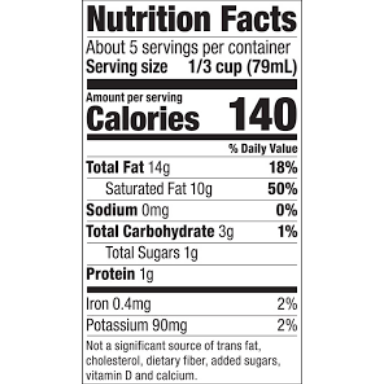 Nutrition Facts
About 5 servings per container
Serving size 1/3 cup (79mL)
Amount per serving
Calories 140
% Daily Value
Total Fat 14g 18%
Saturated Fat 10g 50%
Sodium 0mg 0%
Total Carbohydrate 3g 1%
Total Sugars 1g
Protein 1g
Iron 0.4mg 2%
Potassium 90mg 2%
Not a significant source of trans fat,
cholesterol, dietary fiber, added sugars,
vitamin D and calcium.